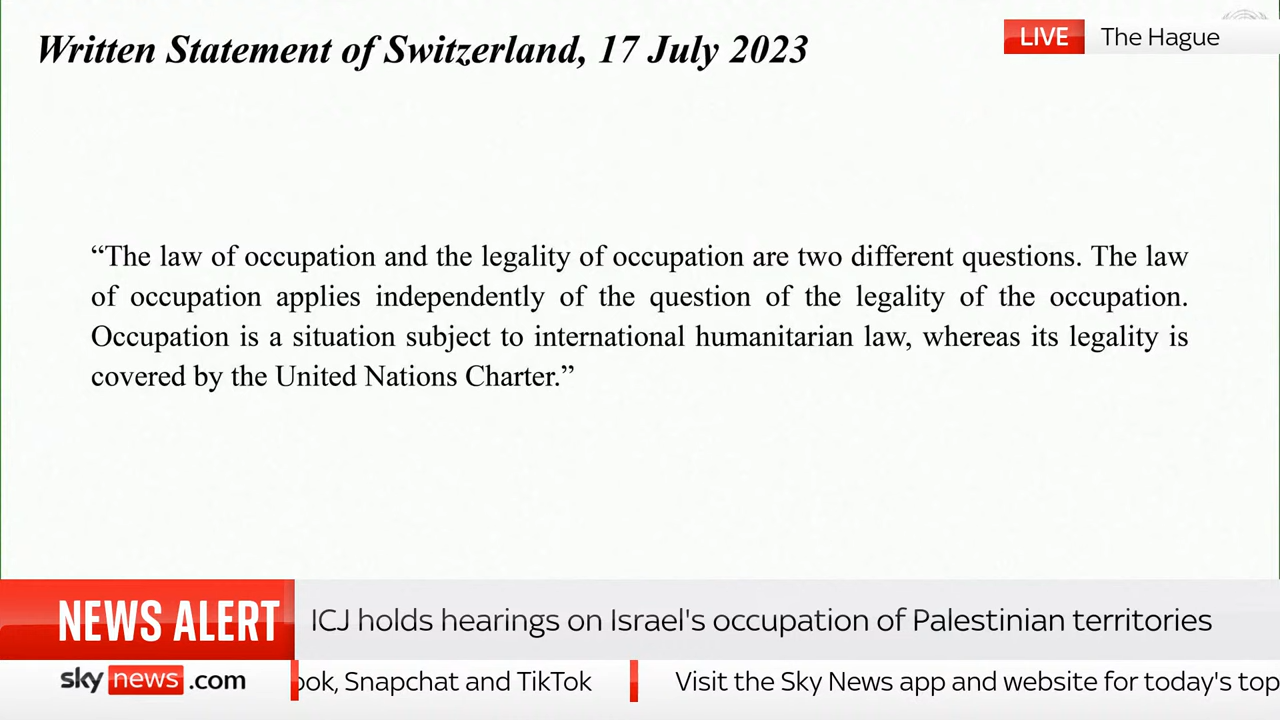 Written Statement of Switzerland, 17 July 2023
LIVE The Hague
“The law of occupation and the legality of occupation are two different questions. The law
of occupation applies independently of the question of the legality of the occupation.
Occupation is a situation subject to international humanitarian law, whereas its legality is
covered by the United Nations Charter.”
NEWS ALERT ICJ holds hearings on Israel's occupation of Palestinian territories
sky news.com ook, Snapchat and TikTok Visit the Sky News app and website for today's top